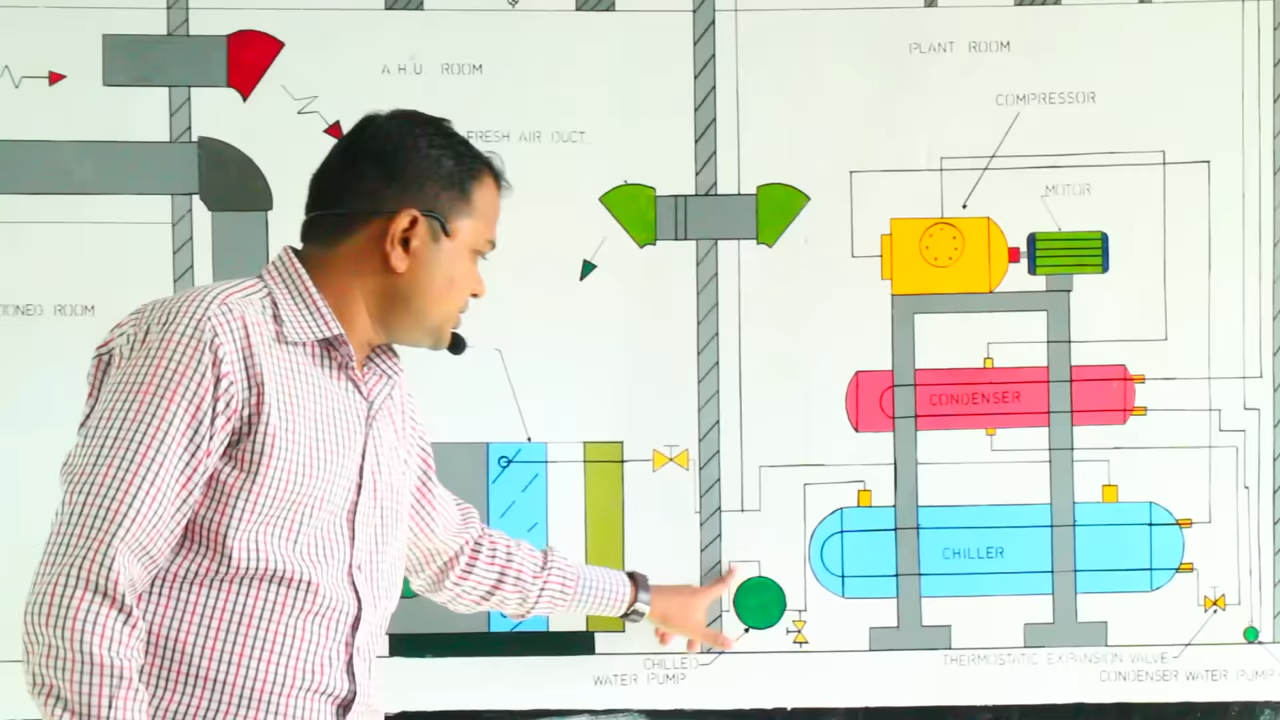 PLANT ROOM
A.H.U. ROOM
COMPRESSOR
FRESH AIR DUCT
MOTOR
ROOM
CONDENSER
CHILLER
CHILLED
WATER PUMP
THERMOSTATIC EXPANSION VALVE
CONDENSER WATER PUMP